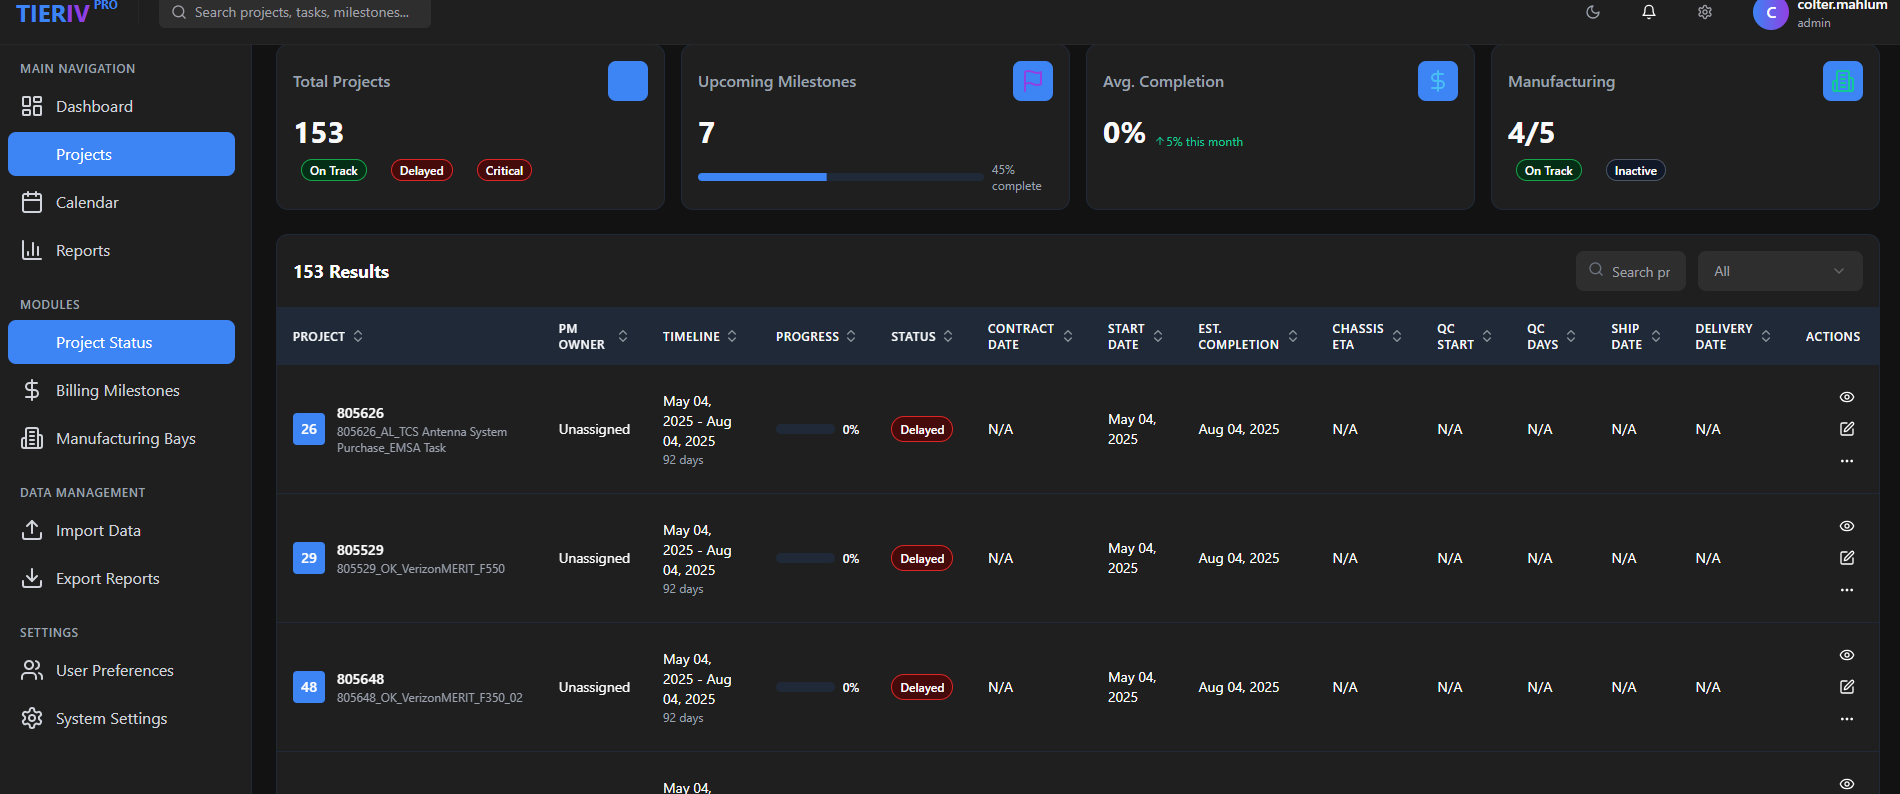 TIERIV PRO
Search projects, tasks, milestones...
C
colter.mahlum
admin
MAIN NAVIGATION
Dashboard
Projects
Calendar
Reports
MODULES
Project Status
Billing Milestones
Manufacturing Bays
DATA MANAGEMENT
Import Data
Export Reports
SETTINGS
User Preferences
System Settings
Total Projects
153
On Track Delayed Critical
Upcoming Milestones
7
45%
complete
Avg. Completion
$
0% ↑5% this month
Manufacturing
4/5
On Track Inactive
153 Results
Search pr
All
PROJECT
PM
OWNER
TIMELINE
PROGRESS
STATUS
CONTRACT
DATE
START
DATE
EST.
COMPLETION
CHASSIS
ETA
QC
START
QC
DAYS
SHIP
DATE
DELIVERY
DATE
ACTIONS
26
805626
805626_AL_TCS Antenna System
Purchase_EMSA Task
Unassigned
May 04,
2025 - Aug
04, 2025
92 days
0%
Delayed
N/A
May 04,
2025
Aug 04, 2025
N/A
N/A
N/A
N/A
N/A
29
805529
805529_OK_VerizonMERIT_F550
Unassigned
May 04,
2025 - Aug
04, 2025
92 days
0%
Delayed
N/A
May 04,
2025
Aug 04, 2025
N/A
N/A
N/A
N/A
N/A
48
805648
805648_OK_VerizonMERIT_F350_02
Unassigned
May 04,
2025 - Aug
04, 2025
92 days
0%
Delayed
N/A
May 04,
2025
Aug 04, 2025
N/A
N/A
N/A
N/A
N/A
May 04,